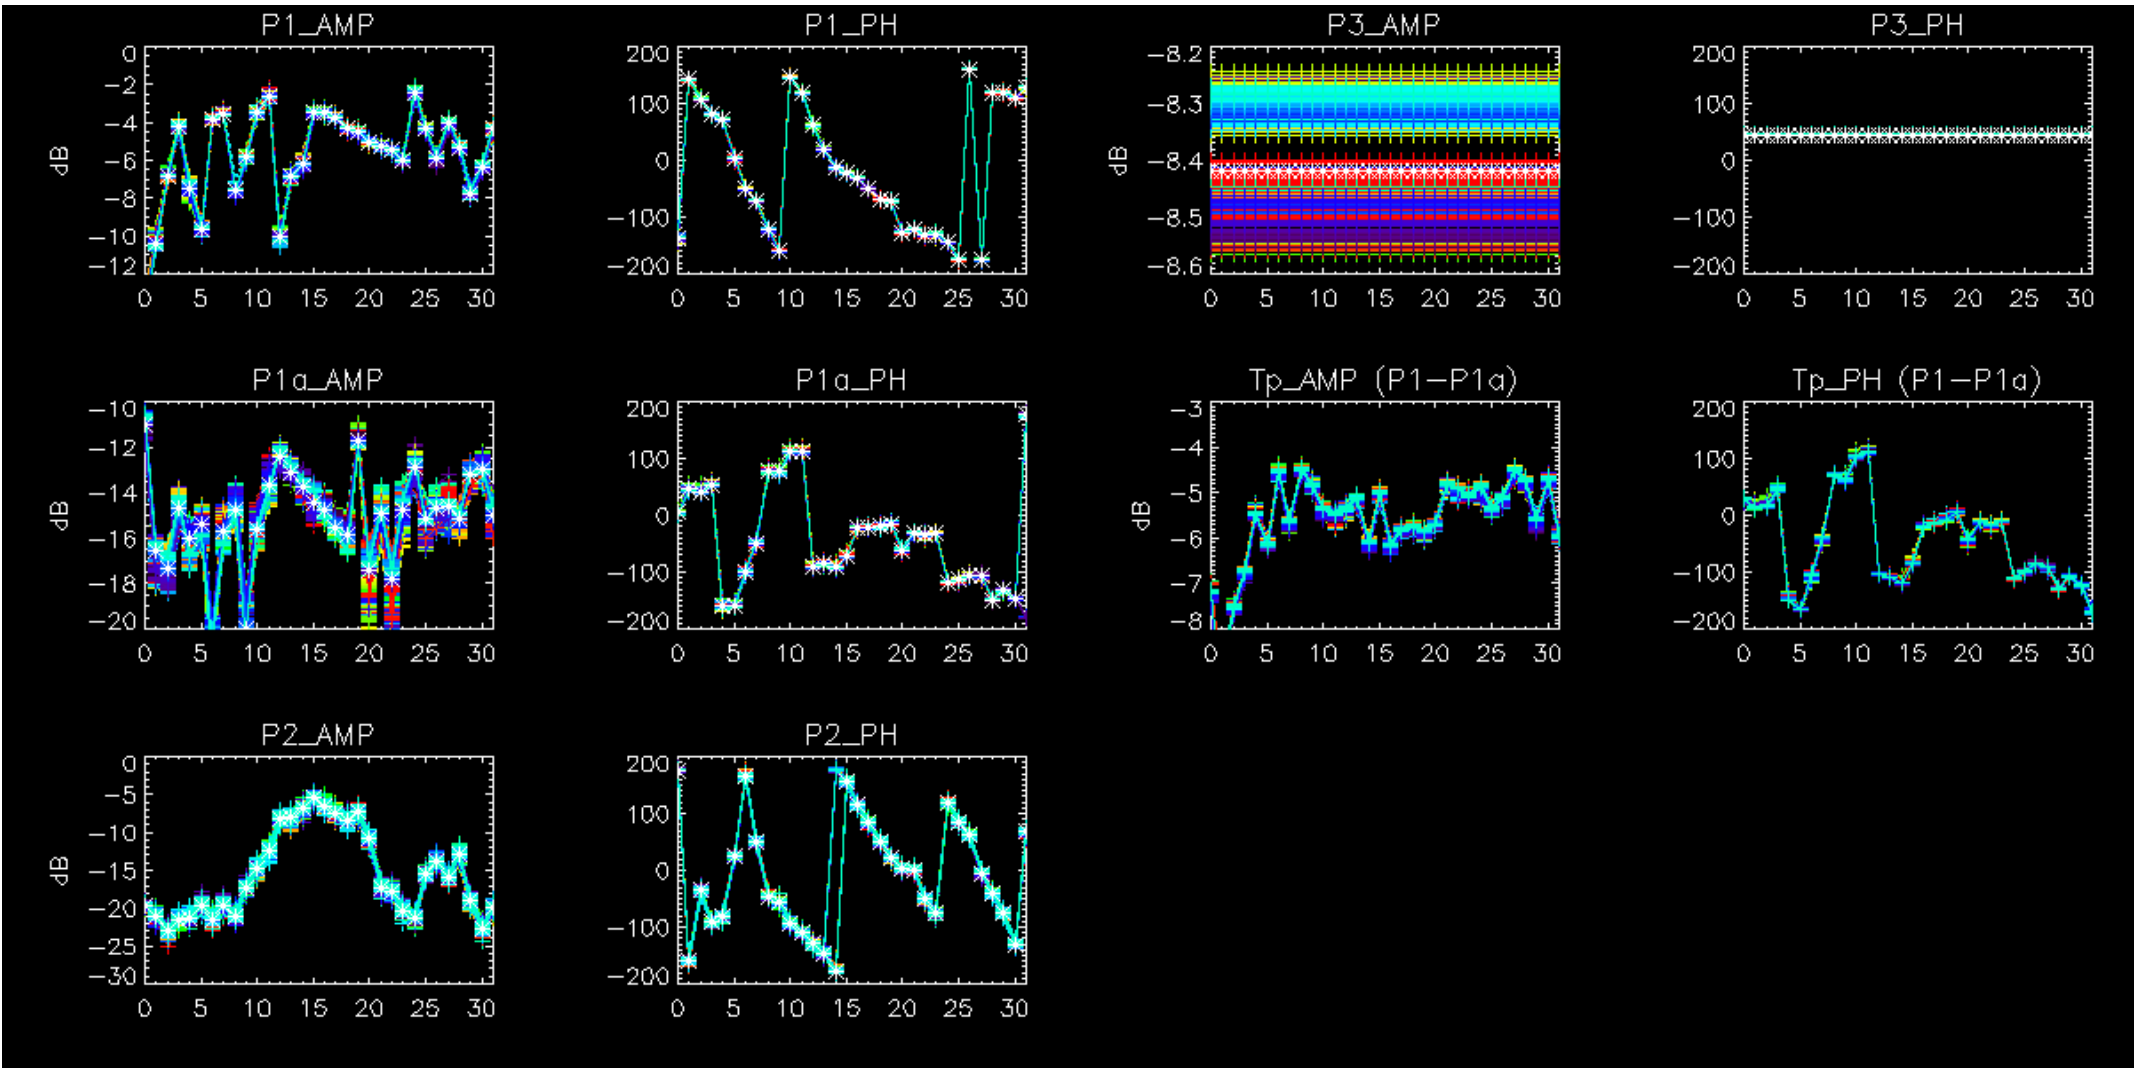 P1_AMP
dB
0
−2
−4
−6
−8
−10
−12
0 5 10 15 20 25 30
P1_PH
200
100
0
−100
−200
0 5 10 15 20 25 30
P3_AMP
dB
−8.2
−8.3
−8.4
−8.5
−8.6
0 5 10 15 20 25 30
P3_PH
200
100
0
−100
−200
0 5 10 15 20 25 30
P1a_AMP
dB
−10
−12
−14
−16
−18
−20
0 5 10 15 20 25 30
P1a_PH
200
100
0
−100
−200
0 5 10 15 20 25 30
Tp_AMP (P1−P1a)
dB
−3
−4
−5
−6
−7
−8
0 5 10 15 20 25 30
Tp_PH (P1−P1a)
200
100
0
−100
−200
0 5 10 15 20 25 30
P2_AMP
dB
0
−5
−10
−15
−20
−25
−30
0 5 10 15 20 25 30
P2_PH
200
100
0
−100
−200
0 5 10 15 20 25 30